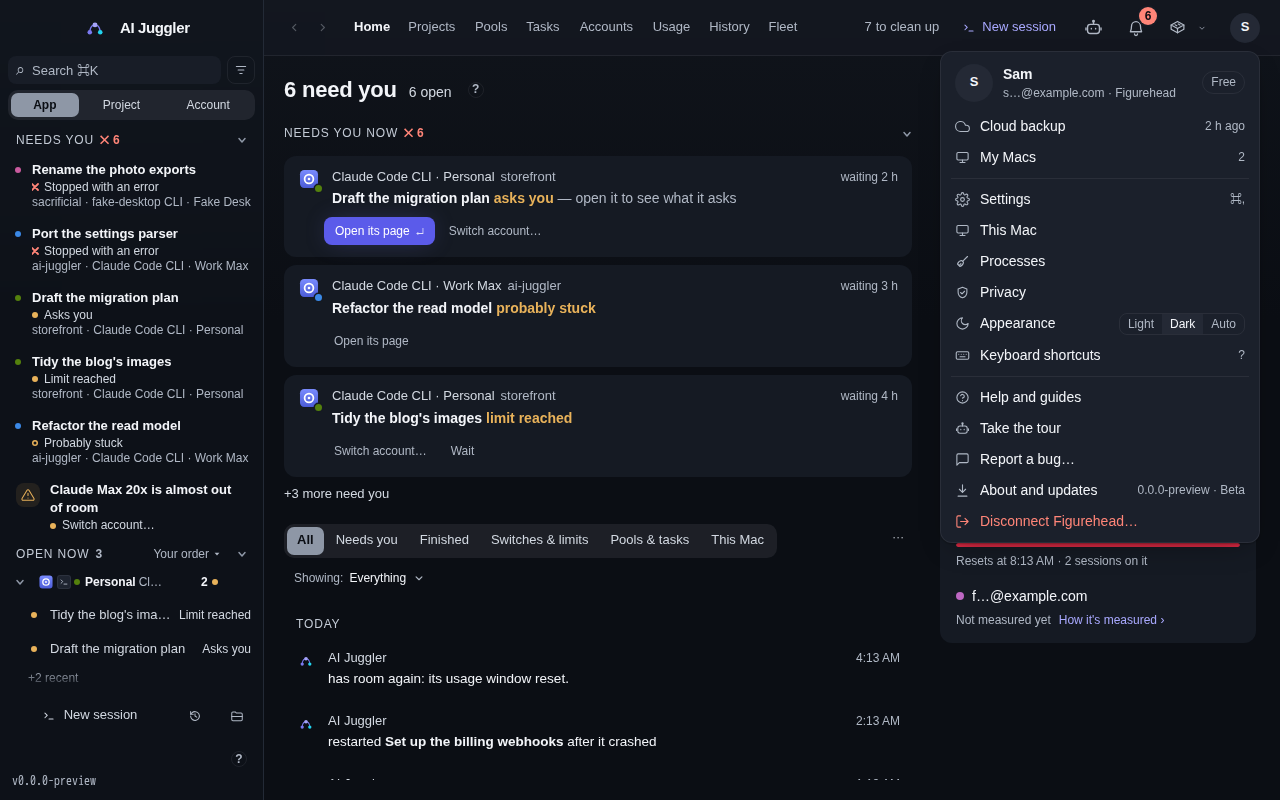 AI Juggler
Search ⌘K
App
Project
Account
NEEDS YOU 6
Rename the photo exports
Stopped with an error
sacrificial · fake-desktop CLI · Fake Desk
Port the settings parser
Stopped with an error
ai-juggler · Claude Code CLI · Work Max
Draft the migration plan
Asks you
storefront · Claude Code CLI · Personal
Tidy the blog's images
Limit reached
storefront · Claude Code CLI · Personal
Refactor the read model
Probably stuck
ai-juggler · Claude Code CLI · Work Max
Claude Max 20x is almost out
of room
Switch account…
OPEN NOW 3
Your order
Personal Cl… 2
Tidy the blog's ima… Limit reached
Draft the migration plan Asks you
+2 recent
New session
?
v0.0.0-preview
Home
Projects
Pools
Tasks
Accounts
Usage
History
Fleet
7 to clean up
New session
6
S
6 need you 6 open ?
NEEDS YOU NOW 6
Claude Code CLI · Personal storefront
waiting 2 h
Draft the migration plan asks you — open it to see what it asks
Open its page
Switch account…
Claude Code CLI · Work Max ai-juggler
waiting 3 h
Refactor the read model probably stuck
Open its page
Claude Code CLI · Personal storefront
waiting 4 h
Tidy the blog's images limit reached
Switch account…
Wait
+3 more need you
All
Needs you
Finished
Switches & limits
Pools & tasks
This Mac
…
Showing: Everything
TODAY
AI Juggler
4:13 AM
has room again: its usage window reset.
AI Juggler
2:13 AM
restarted Set up the billing webhooks after it crashed
S
Sam
s…@example.com · Figurehead
Free
Cloud backup
2 h ago
My Macs
2
Settings
⌘,
This Mac
Processes
Privacy
Appearance
Light
Dark
Auto
Keyboard shortcuts
?
Help and guides
Take the tour
Report a bug…
About and updates
0.0.0-preview · Beta
Disconnect Figurehead…
Resets at 8:13 AM · 2 sessions on it
f…@example.com
Not measured yet How it's measured ›